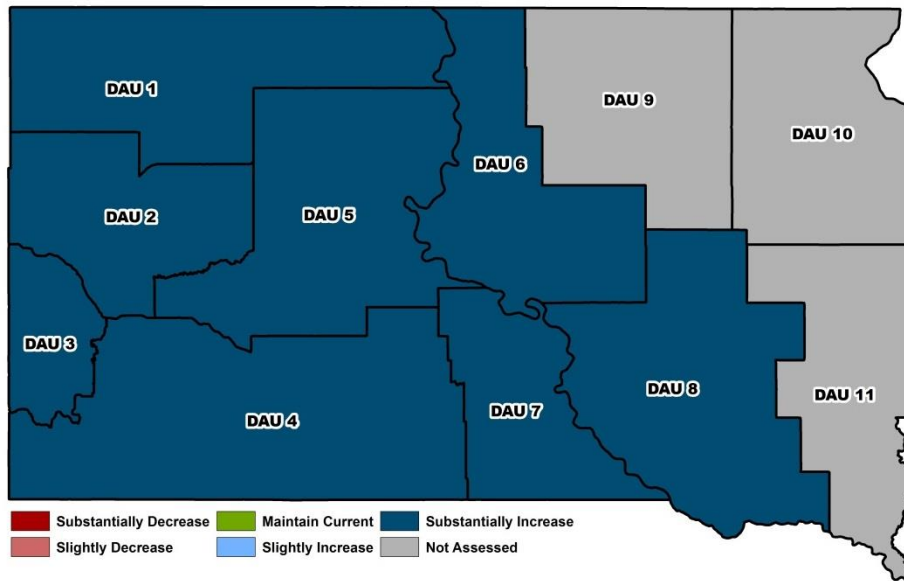 DAU 1
DAU 9
DAU 10
DAU 6
DAU 2
DAU 5
DAU 3
DAU 8
DAU 11
DAU 7
DAU 4
Substantially Decrease Maintain Current Substantially Increase
Slightly Decrease Slightly Increase Not Assessed